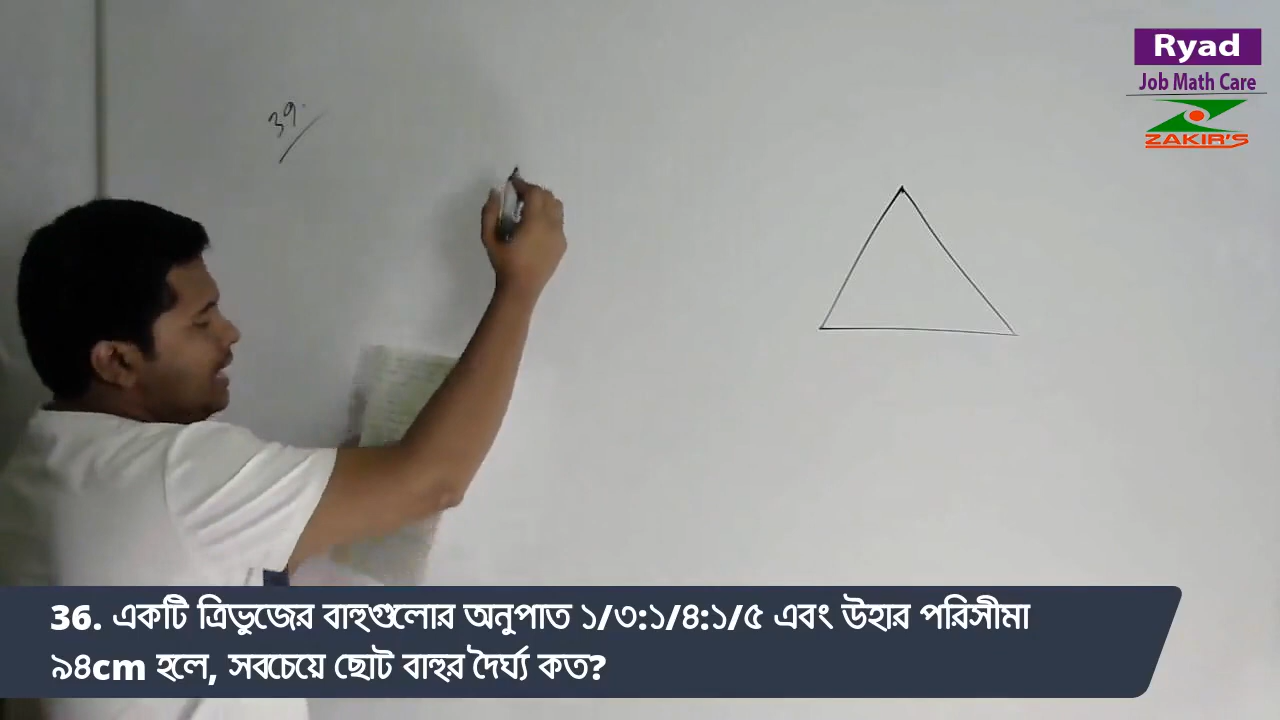 Ryad
Job Math Care
ZAKIR'S
৩৭.
36. একটি ত্রিভুজের বাহুগুলোর অনুপাত ১/৩:১/৪:১/৫ এবং উহার পরিসীমা
৯৪cm হলে, সবচেয়ে ছোট বাহুর দৈর্ঘ্য কত?